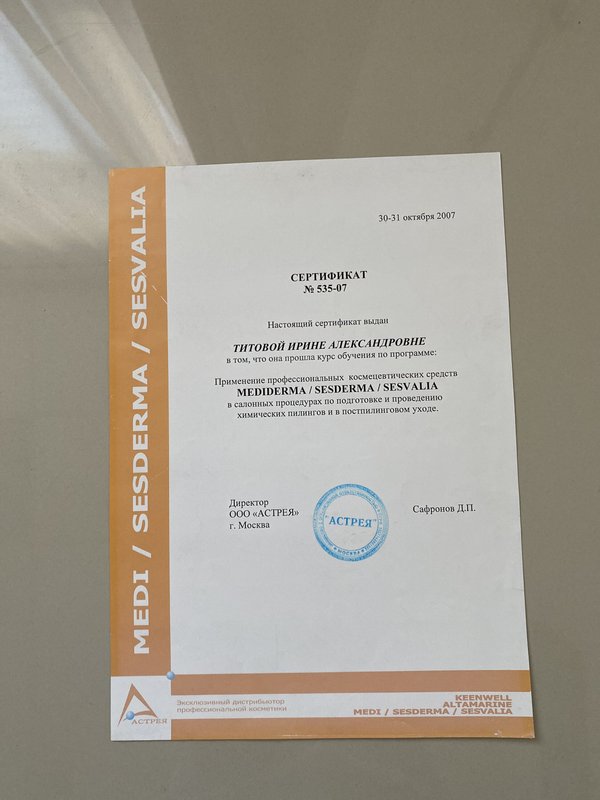 MEDI / SESDERMA / SESVALIA
30-31 октября 2007
СЕРТИФИКАТ
№ 535-07
Настоящий сертификат выдан
ТИТОВОЙ ИРИНЕ АЛЕКСАНДРОВНЕ
в том, что она прошла курс обучения по программе:
Применение профессиональных космецевтических средств
MEDIDERMA / SESDERMA / SESVALIA
в салонных процедурах по подготовке и проведению
химических пилингов и в постпилинговом уходе.
Директор
ООО «АСТРЕЯ»
г. Москва
"АСТРЕЯ"
Сафронов Д.П.
АСТРЕЯ
Эксклюзивный дистрибьютор
профессиональной косметики
KEENWELL
ALTAMARINE
MEDI / SESDERMA / SESVALIA